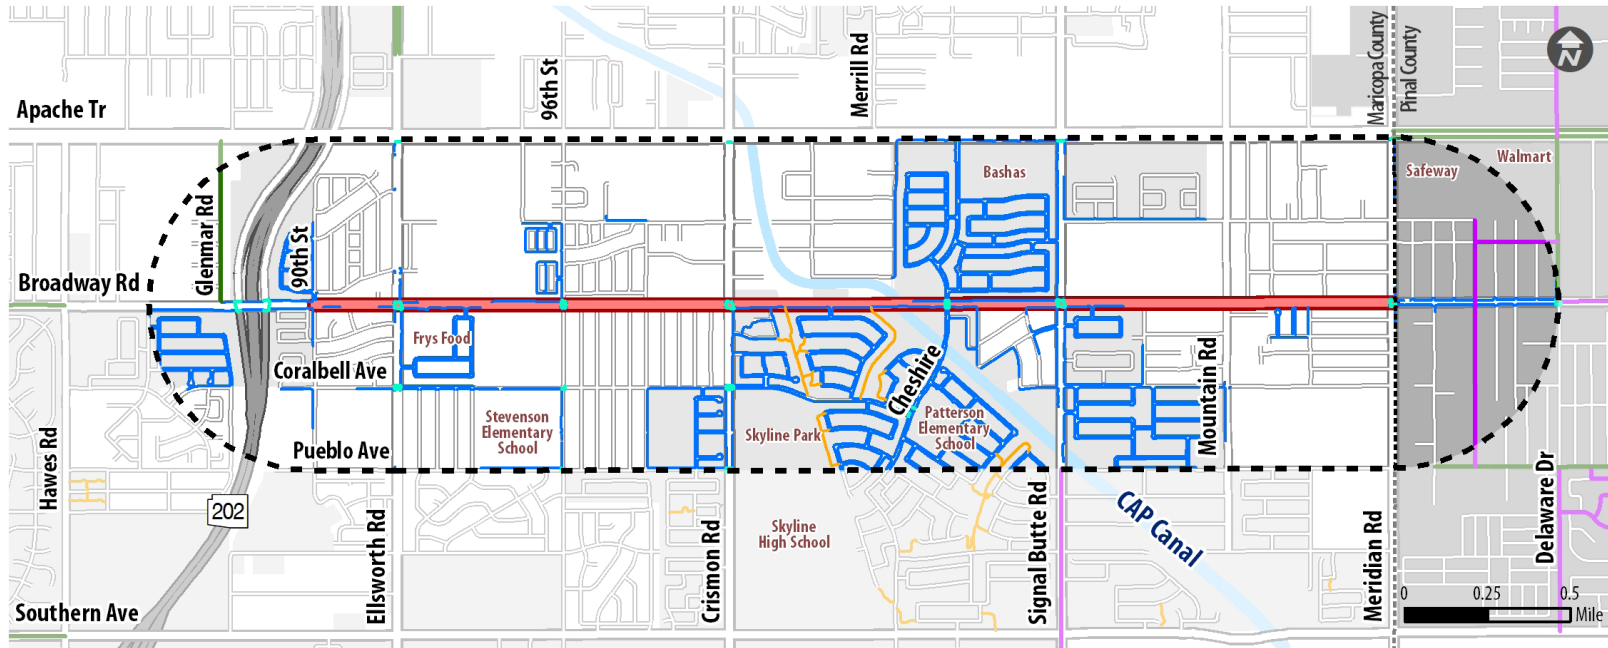 Apache Tr
96th St
Merrill Rd
Maricopa County
Pinal County
N
Bashas
Safeway
Walmart
Glenmar Rd
90th St
Broadway Rd
Frys Food
Coralbell Ave
Cheshire
Mountain Rd
Stevenson
Elementary
School
Skyline Park
Patterson
Elementary
School
Pueblo Ave
Hawes Rd
202
Ellsworth Rd
Crismon Rd
Skyline
High School
Signal Butte Rd
CAP Canal
Meridian Rd
Delaware Dr
Southern Ave
0 0.25 0.5
Mile